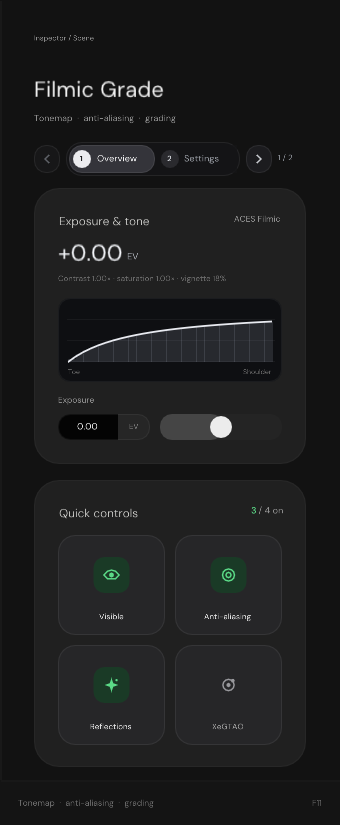 Inspector / Scene
Filmic Grade
Tonemap · anti-aliasing · grading
1 Overview 2 Settings 1 / 2
Exposure & tone ACES Filmic
+0.00 EV
Contrast 1.00× · saturation 1.00× · vignette 18%
Toe Shoulder
Exposure
0.00 EV
Quick controls 3 / 4 on
Visible Anti-aliasing
Reflections XeGTAO
Tonemap · anti-aliasing · grading F11